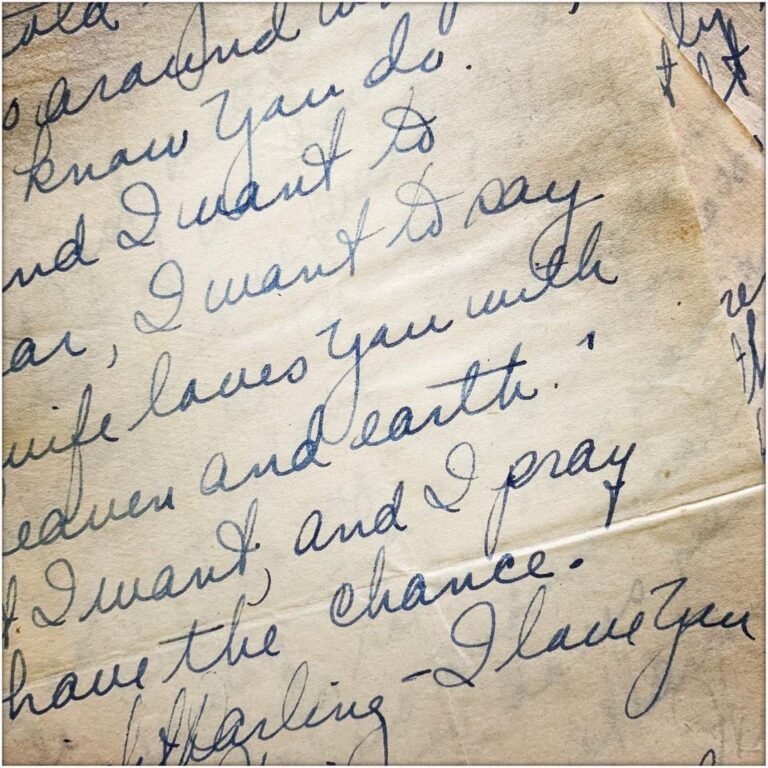 around
know you do.
nd I want to
ar, I want to say
wife loves you with
eaven and earth."
t I want, and I pray
have the chance.
Darling - I love you